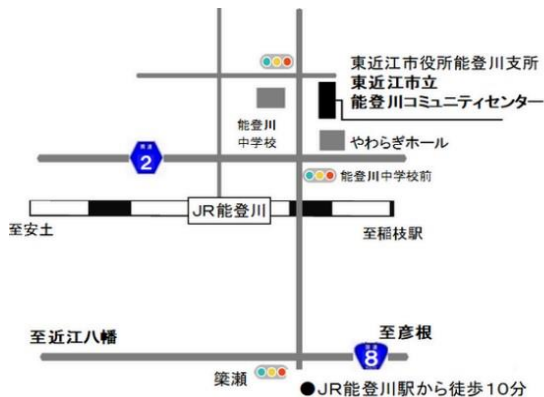 東近江市役所能登川支所
東近江市立
能登川コミュニティセンター
能登川
中学校
やわらぎホール
2
能登川中学校前
JR能登川
至安土
至稲枝駅
至近江八幡
至彦根
8
簗瀬
●JR能登川駅から徒歩10分